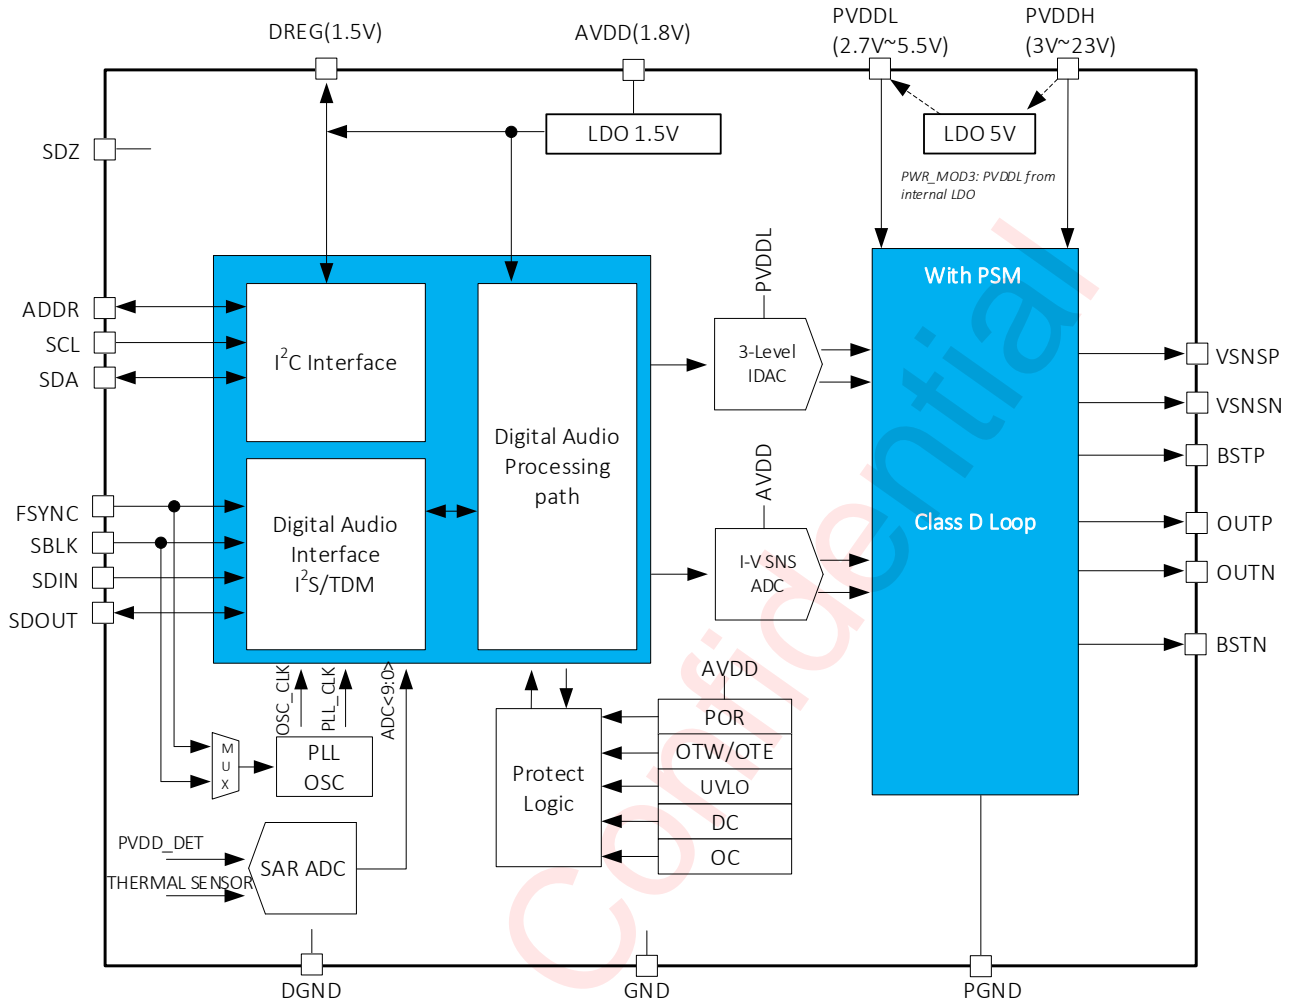 DREG(1.5V)
AVDD(1.8V)
PVDDL
(2.7V~5.5V)
PVDDH
(3V~23V)
LDO 1.5V
LDO 5V
SDZ
PWR_MOD3: PVDDL from
internal LDO
PVDDL
With PSM
ADDR
SCL
SDA
I2C Interface
3-Level
IDAC
VSNSP
VSNSN
BSTP
OUTP
OUTN
BSTN
Digital Audio
Processing
path
AVDD
Class D Loop
FSYNC
SBLK
SDIN
SDOUT
Digital Audio
Interface
I2S/TDM
I-V SNS
ADC
OSC_CLK
PLL_CLK
ADC<9:0>
AVDD
POR
OTW/OTE
UVLO
DC
OC
Protect
Logic
MUX
PLL
OSC
PVDD_DET
THERMAL SENSOR
SAR ADC
DGND
GND
PGND
Confidential